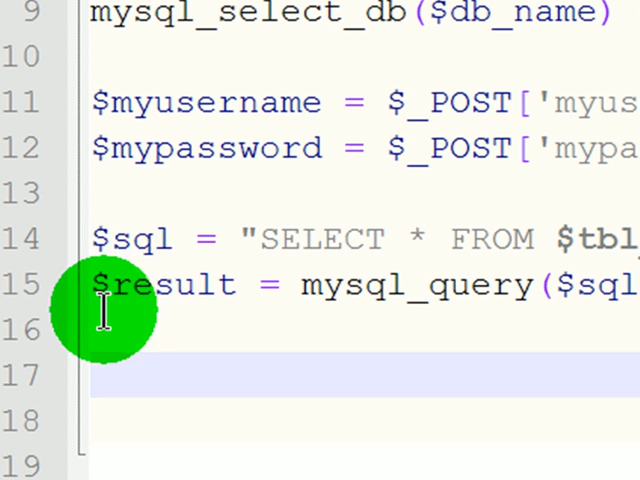 9 mysql_select_db($db_name)
10
11 $myusername = $_POST['myus
12 $mypassword = $_POST['mypa
13
14 $sql = "SELECT * FROM $tbl_
15 $result = mysql_query($sql
16
17
18
19